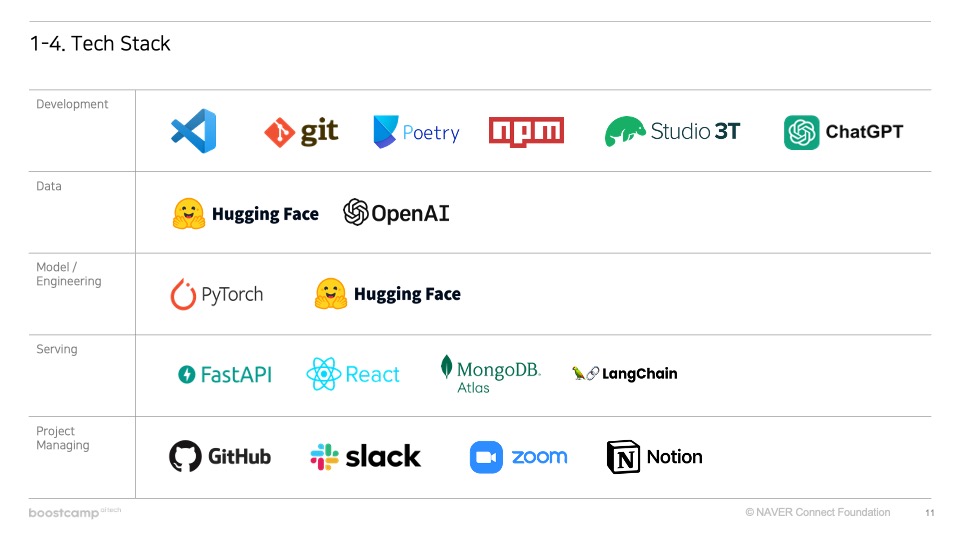 1-4. Tech Stack
Development
git
Poetry
npm
Studio 3T
ChatGPT
Data
Hugging Face
OpenAI
Model /
Engineering
PyTorch
Hugging Face
Serving
FastAPI
React
MongoDB.
Atlas
LangChain
Project
Managing
GitHub
slack
zoom
N
Notion
boostcamp ai tech
© NAVER Connect Foundation
11